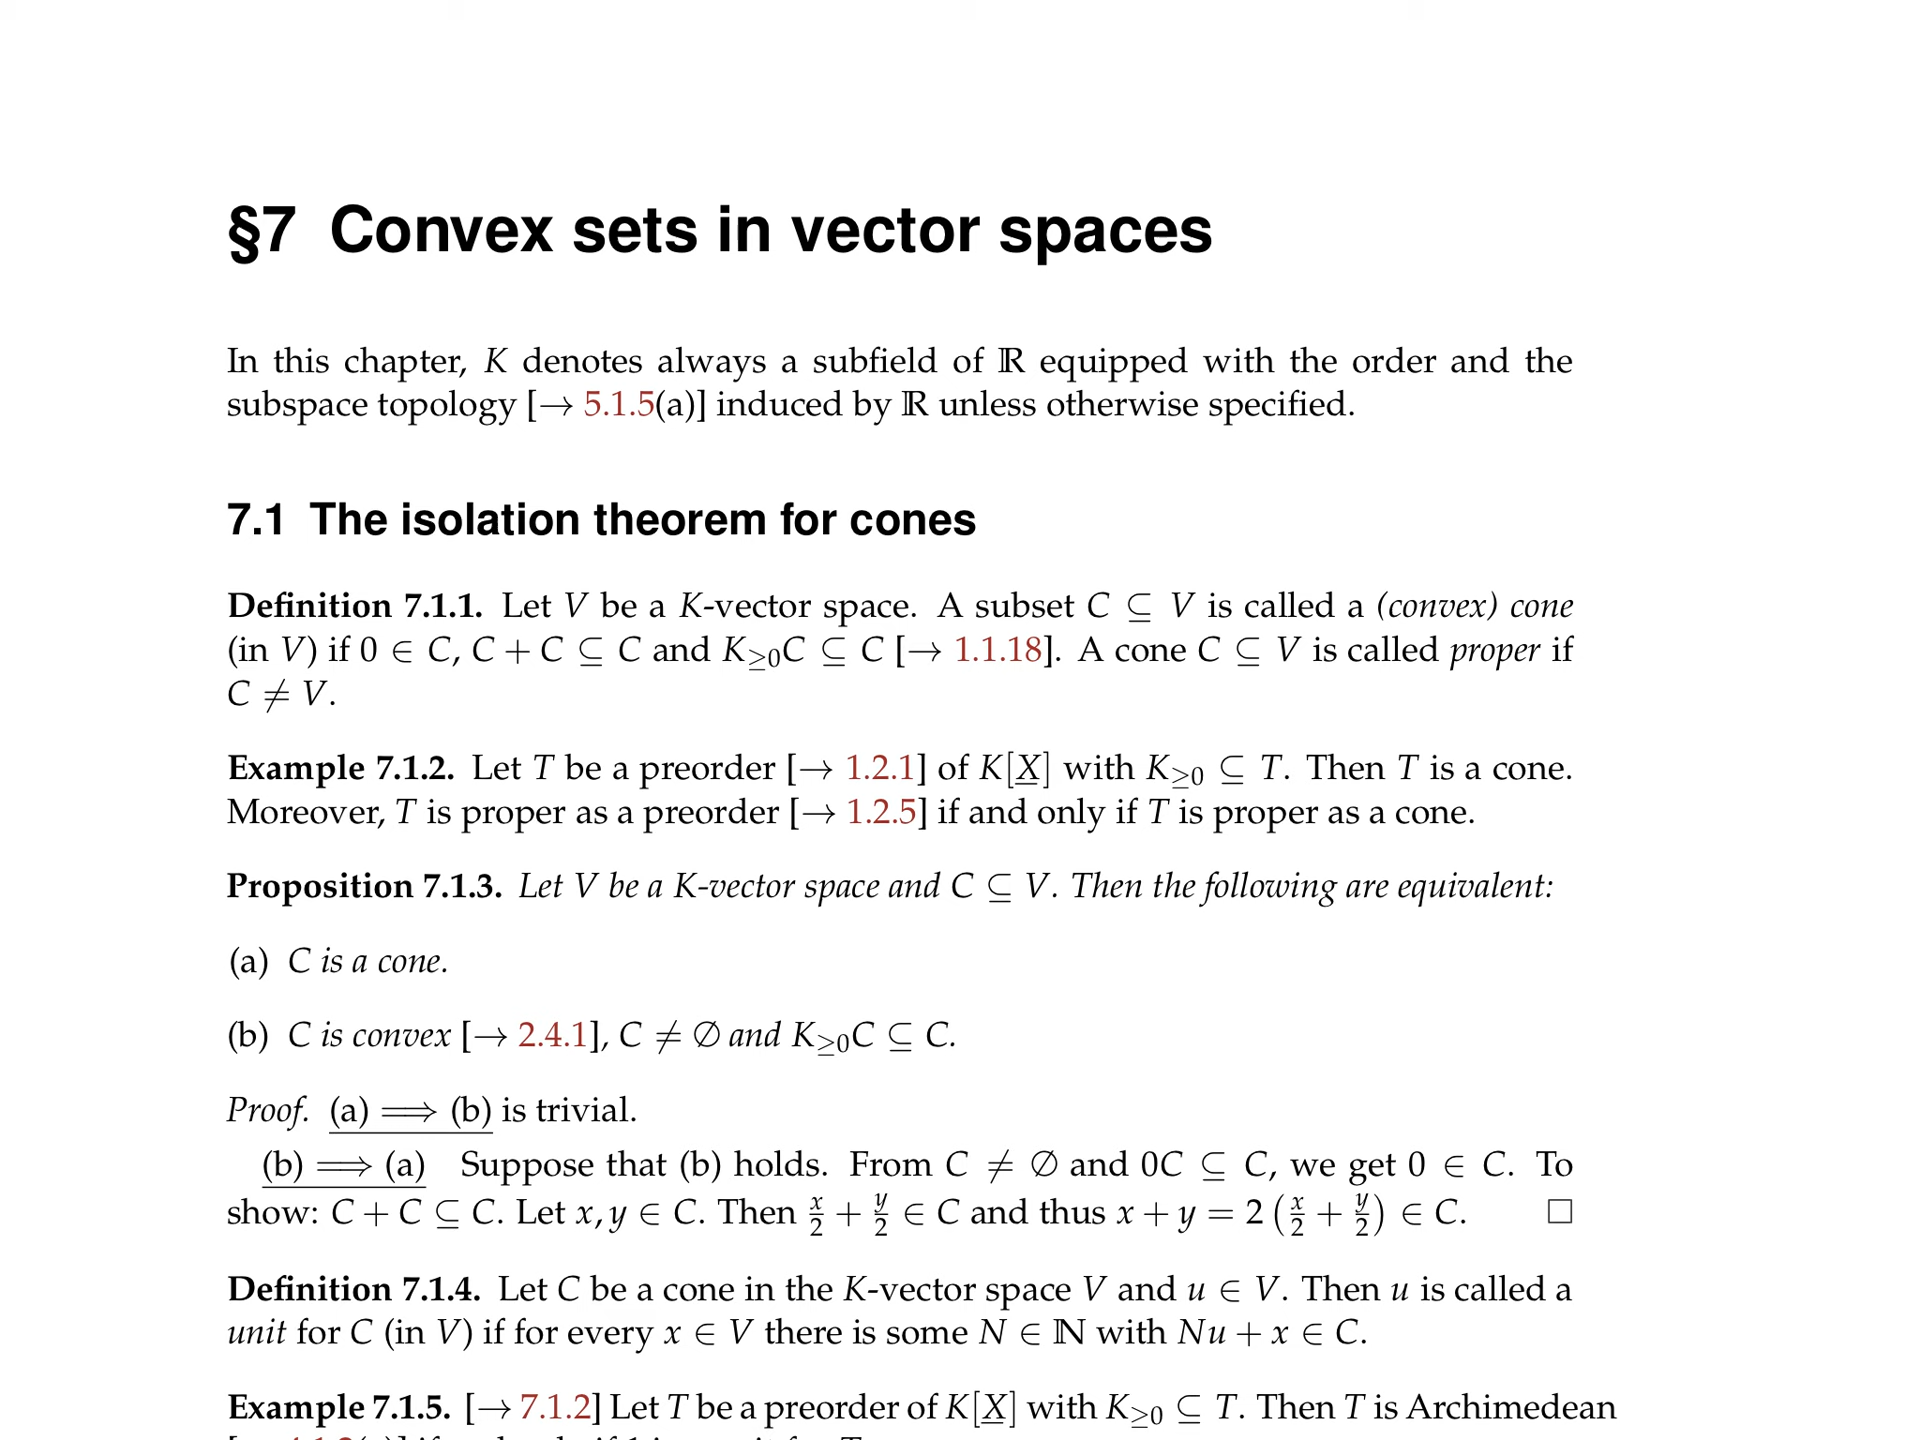 §7 Convex sets in vector spaces
In this chapter, K denotes always a subfield of ℝ equipped with the order and the
subspace topology [→ 5.1.5(a)] induced by ℝ unless otherwise specified.
7.1 The isolation theorem for cones
Definition 7.1.1. Let V be a K-vector space. A subset C ⊆ V is called a (convex) cone
(in V) if 0 ∈ C, C + C ⊆ C and K≥0C ⊆ C [→ 1.1.18]. A cone C ⊆ V is called proper if
C ≠ V.
Example 7.1.2. Let T be a preorder [→ 1.2.1] of K[X] with K≥0 ⊆ T. Then T is a cone.
Moreover, T is proper as a preorder [→ 1.2.5] if and only if T is proper as a cone.
Proposition 7.1.3. Let V be a K-vector space and C ⊆ V. Then the following are equivalent:
(a) C is a cone.
(b) C is convex [→ 2.4.1], C ≠ ∅ and K≥0C ⊆ C.
Proof. (a) ⟹ (b) is trivial.
(b) ⟹ (a) Suppose that (b) holds. From C ≠ ∅ and 0C ⊆ C, we get 0 ∈ C. To
show: C + C ⊆ C. Let x, y ∈ C. Then x/2 + y/2 ∈ C and thus x + y = 2 (x/2 + y/2) ∈ C. □
Definition 7.1.4. Let C be a cone in the K-vector space V and u ∈ V. Then u is called a
unit for C (in V) if for every x ∈ V there is some N ∈ ℕ with Nu + x ∈ C.
Example 7.1.5. [→ 7.1.2] Let T be a preorder of K[X] with K≥0 ⊆ T. Then T is Archimedean